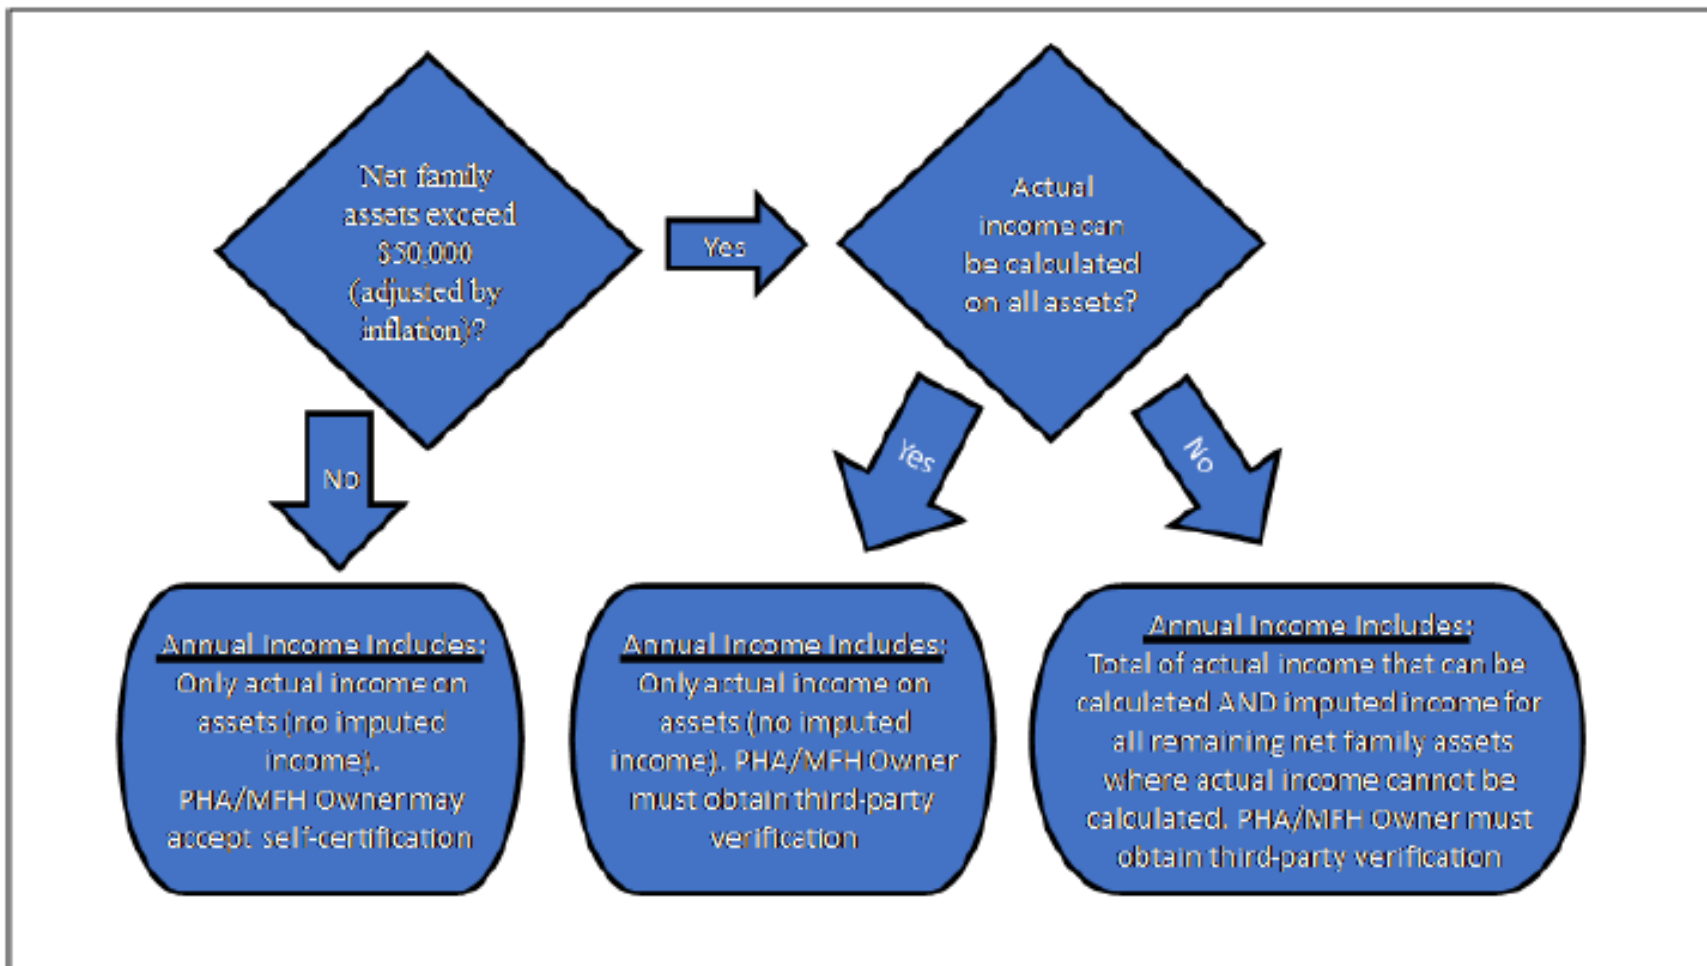 Net family
assets exceed
$50,000
(adjusted by
inflation)?
Yes
Actual
income can
be calculated
on all assets?
No
Yes
No
Annual Income Includes:
Only actual income on
assets (no imputed
income).
PHA/MFH Owner may
accept self-certification
Annual Income Includes:
Only actual income on
assets (no imputed
income). PHA/MFH Owner
must obtain third-party
verification
Annual Income Includes:
Total of actual income that can be
calculated AND imputed income for
all remaining net family assets
where actual income cannot be
calculated. PHA/MFH Owner must
obtain third-party verification